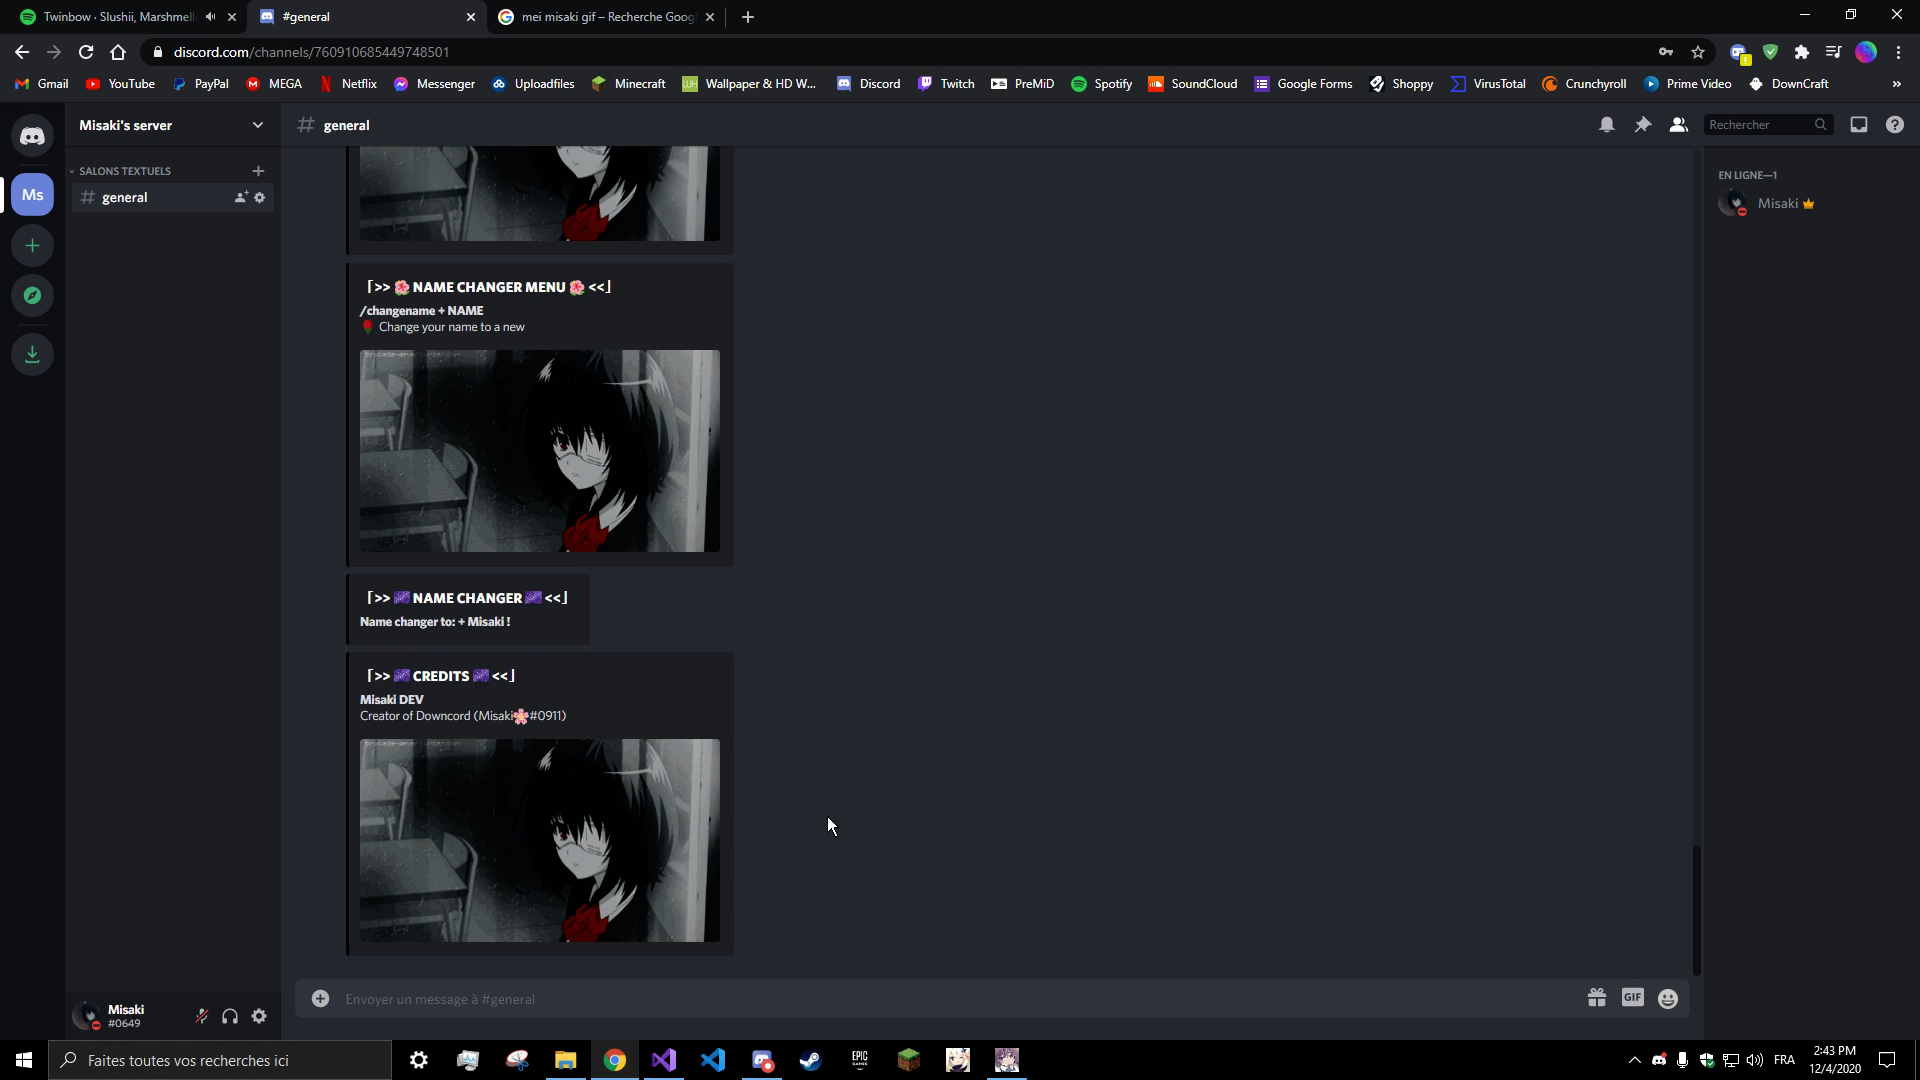 Twinbow · Slushii, Marshmell
#general
mei misaki gif – Recherche Goog
discord.com/channels/760910685449748501
Gmail
YouTube
PayPal
MEGA
Netflix
Messenger
Uploadfiles
Minecraft
Wallpaper & HD W...
Discord
Twitch
PreMiD
Spotify
SoundCloud
Google Forms
Shoppy
VirusTotal
Crunchyroll
Prime Video
DownCraft
»
Misaki's server
# general
Rechercher
SALONS TEXTUELS
# general
Ms
EN LIGNE—1
Misaki
⌈>> 🌺 NAME CHANGER MENU 🌺 <<⌋
/changename + NAME
🌹 Change your name to a new
⌈>> 🎆 NAME CHANGER 🎆 <<⌋
Name changer to: + Misaki !
⌈>> 🎆 CREDITS 🎆 <<⌋
Misaki DEV
Creator of Downcord (Misaki🌸#0911)
Envoyer un message à #general
GIF
Misaki
#0649
Faites toutes vos recherches ici
EPIC
GAMES
FRA
2:43 PM
12/4/2020